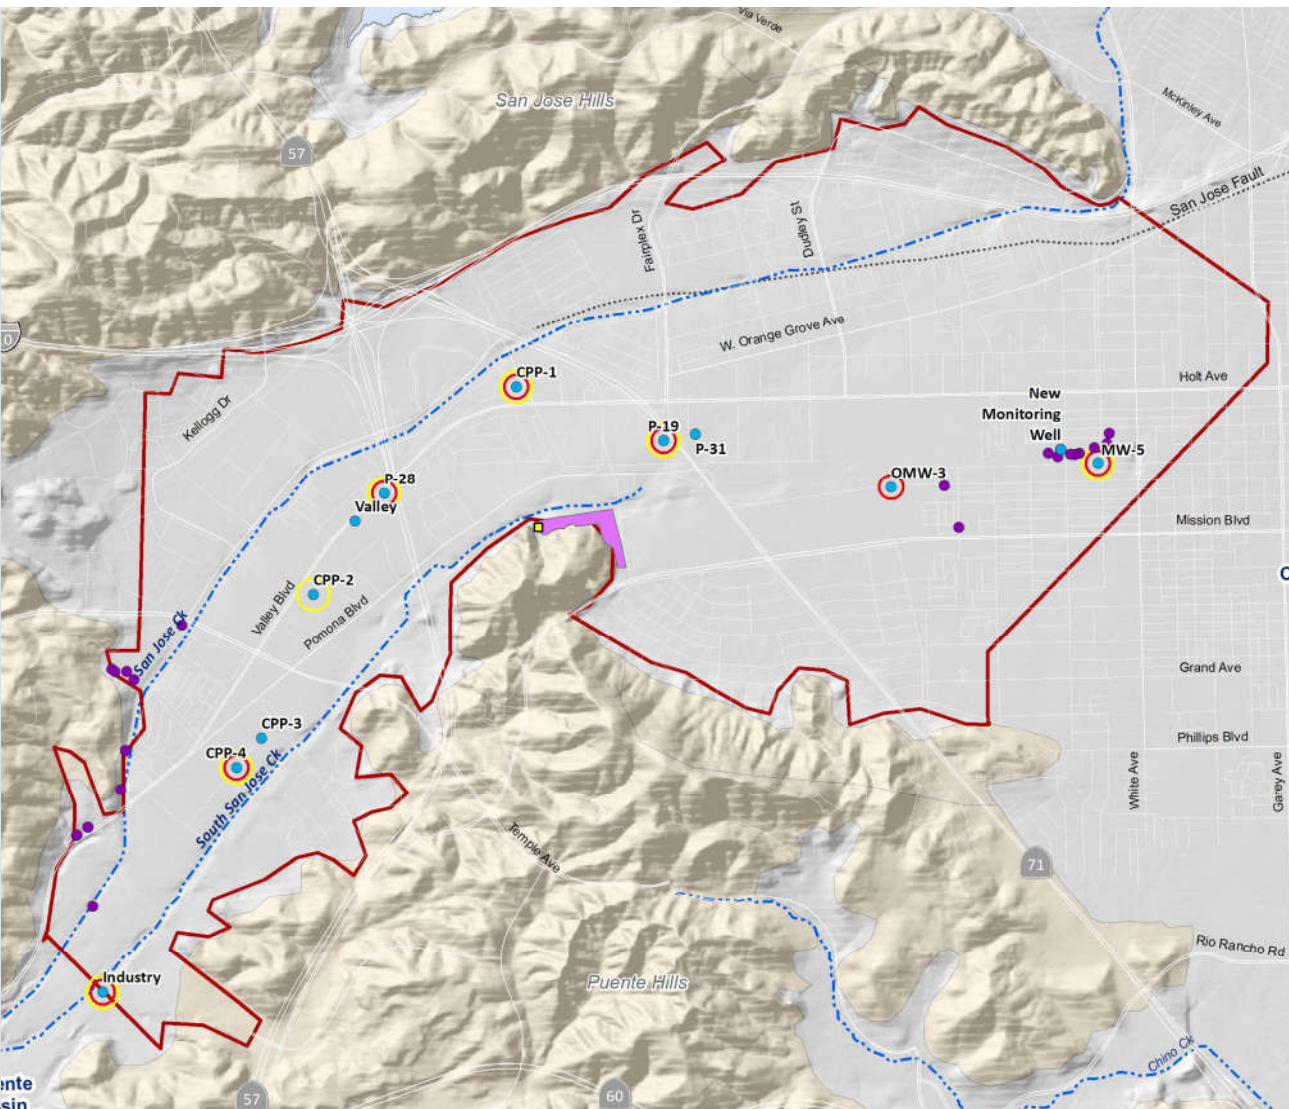 Via Verde
McKinley Ave
San Jose Hills
57
San Jose Fault
Fairplex Dr
Dudley St
0
W. Orange Grove Ave
CPP-1
Holt Ave
Kellogg Dr
New
Monitoring
Well
P-19
P-31
MW-5
P-28
OMW-3
Valley
Mission Blvd
C
CPP-2
Valley Blvd
Pomona Blvd
San Jose Ck
Grand Ave
CPP-3
Phillips Blvd
CPP-4
South San Jose Ck
White Ave
Garey Ave
Temple Ave
71
Rio Rancho Rd
Industry
Puente Hills
Chino Ck
ente
sin
57
60